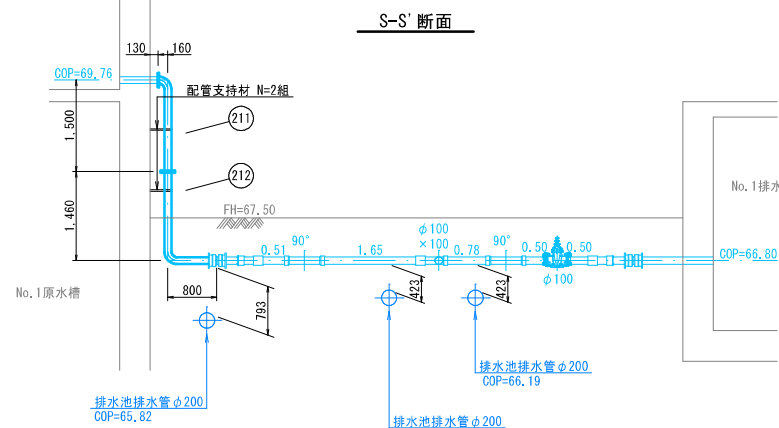 S-S'断面
130
160
COP=69.76
配管支持材 N=2組
211
1.500
212
No.1排水
1.460
FH=67.50
0.51
90°
1.65
φ100
×100
0.78
90°
0.50
0.50
COP=66.80
φ100
No.1原水槽
800
793
423
423
排水池排水管φ200
COP=66.19
排水池排水管φ200
COP=65.82
排水池排水管φ200